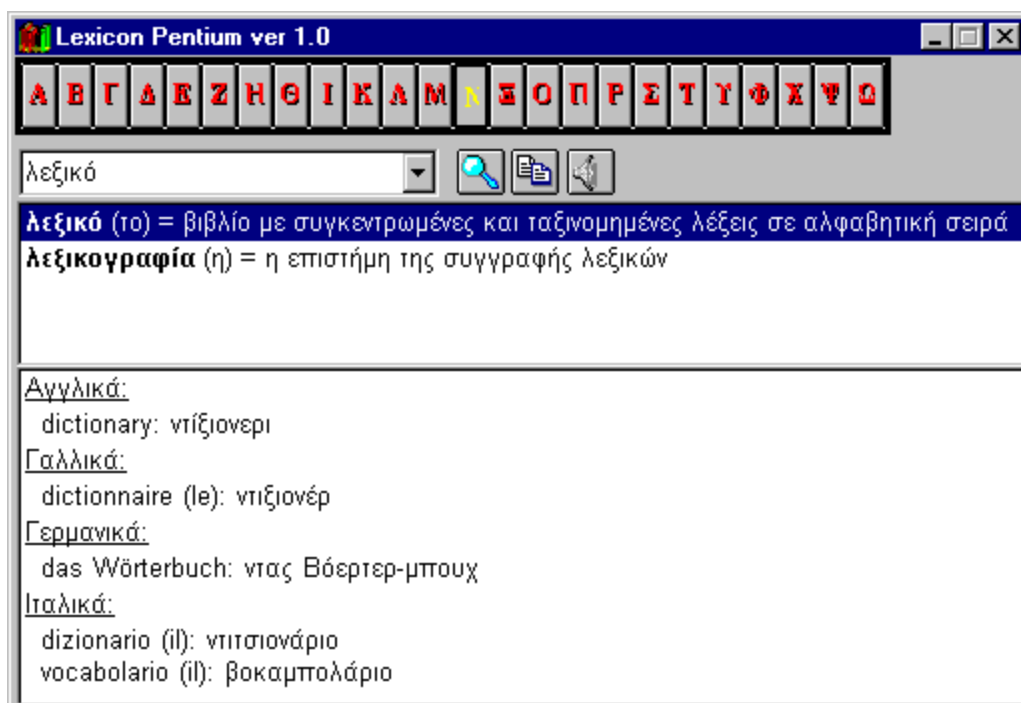 Lexicon Pentium ver 1.0
Α Β Γ Δ Ε Ζ Η Θ Ι Κ Λ Μ Ν Ξ Ο Π Ρ Σ Τ Υ Φ Χ Ψ Ω
λεξικό
λεξικό (το) = βιβλίο με συγκεντρωμένες και ταξινομημένες λέξεις σε αλφαβητική σειρά
λεξικογραφία (η) = η επιστήμη της συγγραφής λεξικών
Αγγλικά:
dictionary: ντίξιονερι
Γαλλικά:
dictionnaire (le): ντιξιονέρ
Γερμανικά:
das Wörterbuch: ντας Βόερτερ-μπουχ
Ιταλικά:
dizionario (il): ντιτσιονάριο
vocabolario (il): βοκαμπολάριο